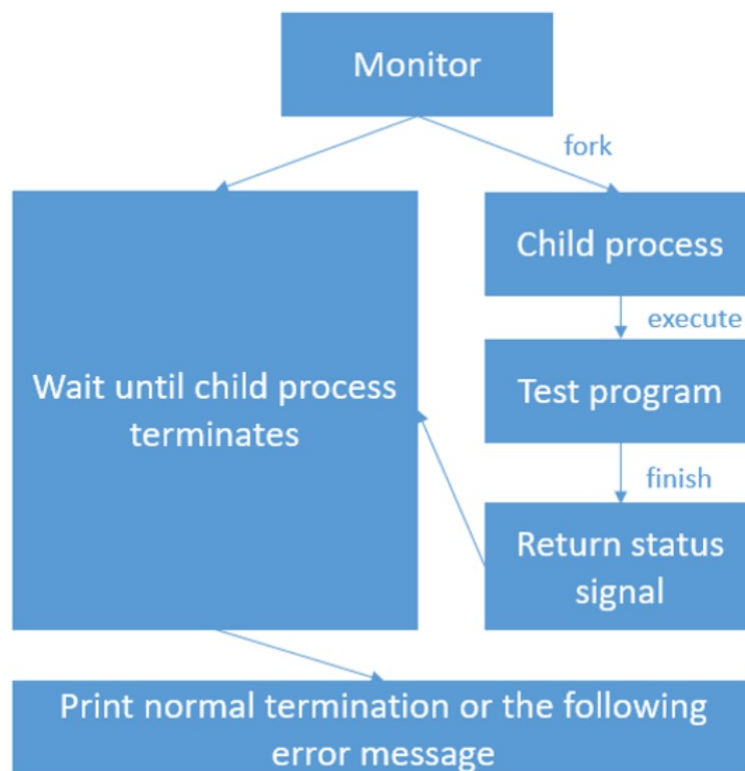 Monitor
fork
Child process
execute
Wait until child process
terminates
Test program
finish
Return status
signal
Print normal termination or the following
error message